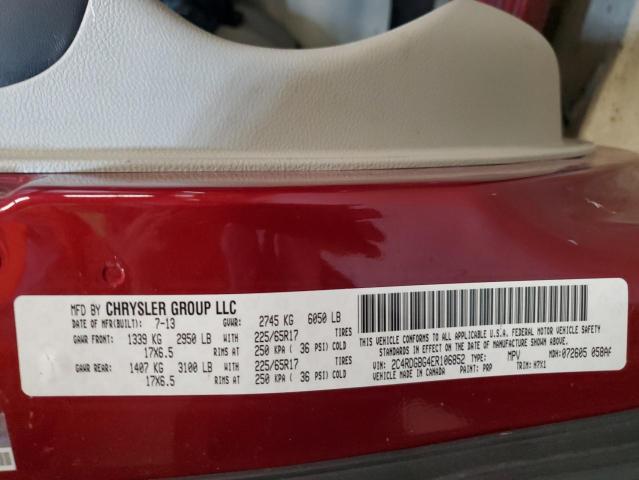 MFD BY CHRYSLER GROUP LLC
DATE OF MFR(BUILT): 7-13 GVWR: 2745 KG 6050 LB
GAWR FRONT: 1339 KG 2950 LB WITH 225/65R17 TIRES
17X6.5 RIMS AT 250 KPA ( 36 PSI) COLD
GAWR REAR: 1407 KG 3100 LB WITH 225/65R17 TIRES
17X6.5 RIMS AT 250 KPA ( 36 PSI) COLD
THIS VEHICLE CONFORMS TO ALL APPLICABLE U.S.A. FEDERAL MOTOR VEHICLE SAFETY
STANDARDS IN EFFECT ON THE DATE OF MANUFACTURE SHOWN ABOVE.
VIN: 2C4RDGBG4ER106852 TYPE: MPV MDH: 072605 05BAF
VEHICLE MADE IN CANADA PAINT: PRP TRIM: H7X1